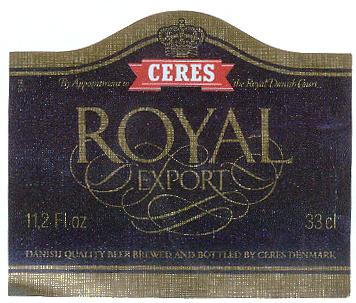 CERES
By Appointment to the Royal Danish Court
ROYAL
EXPORT
11.2 Fl.oz 33 cl
DANISH QUALITY BEER BREWED AND BOTTLED BY CERES DENMARK